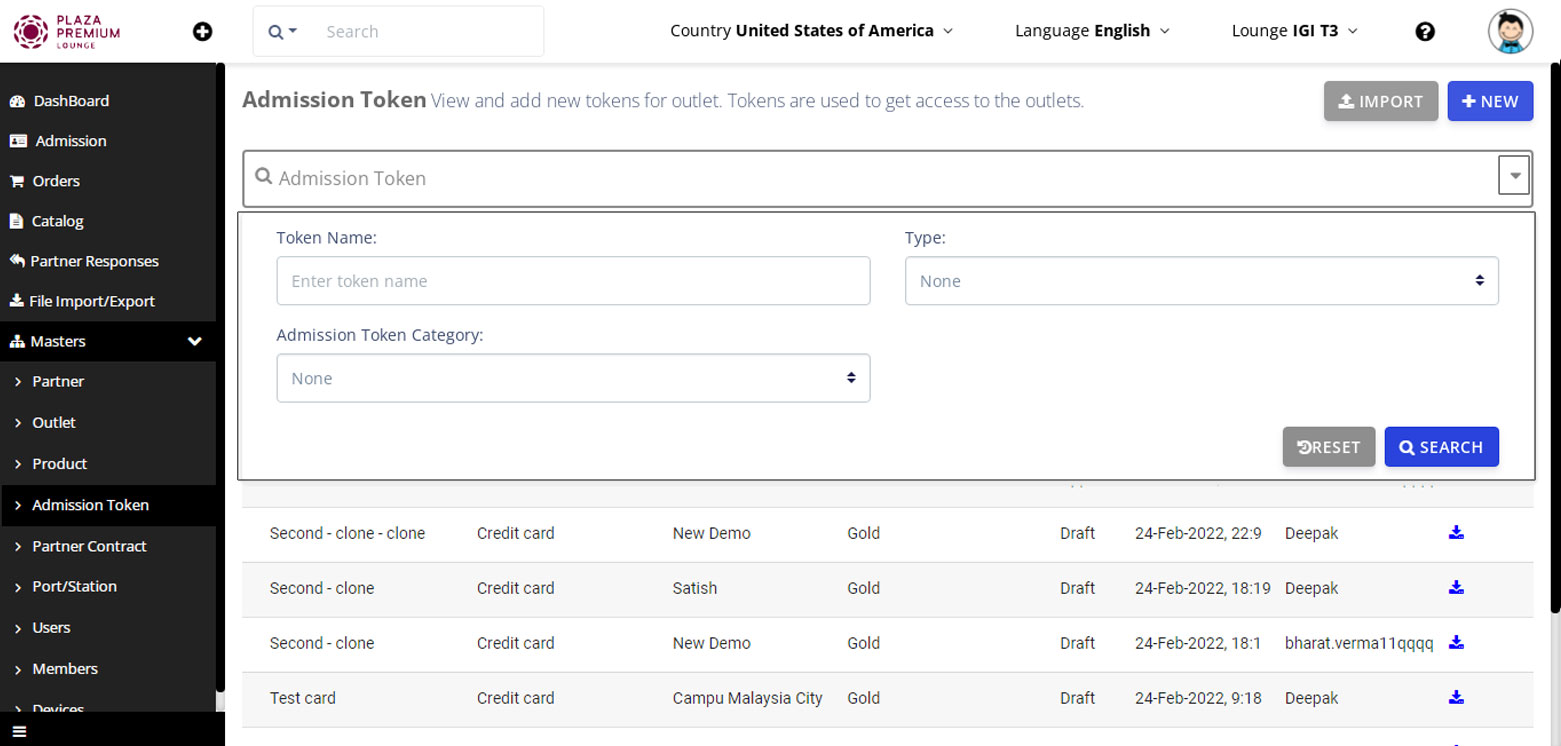 PLAZA
PREMIUM
LOUNGE
Search
Country United States of America
Language English
Lounge IGI T3
DashBoard
Admission
Orders
Catalog
Partner Responses
File Import/Export
Masters
Partner
Outlet
Product
Admission Token
Partner Contract
Port/Station
Users
Members
Devices
Admission Token View and add new tokens for outlet. Tokens are used to get access to the outlets.
IMPORT
NEW
Admission Token
Token Name:
Type:
Enter token name
None
Admission Token Category:
None
RESET
SEARCH
Second - clone - clone Credit card New Demo Gold Draft 24-Feb-2022, 22:9 Deepak
Second - clone Credit card Satish Gold Draft 24-Feb-2022, 18:19 Deepak
Second - clone Credit card New Demo Gold Draft 24-Feb-2022, 18:1 bharat.verma11qqqq
Test card Credit card Campu Malaysia City Gold Draft 24-Feb-2022, 9:18 Deepak